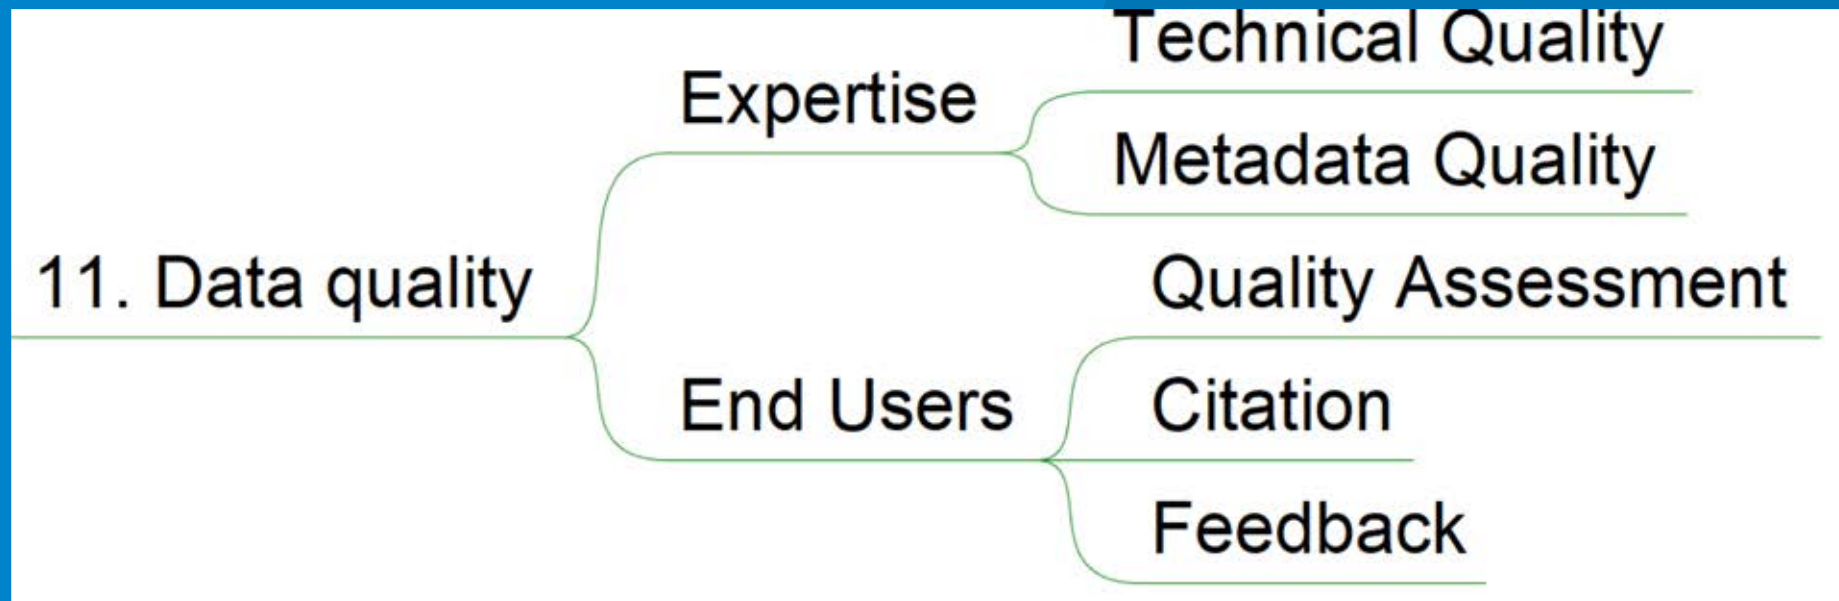 Technical Quality
Expertise
Metadata Quality
11. Data quality
Quality Assessment
End Users
Citation
Feedback